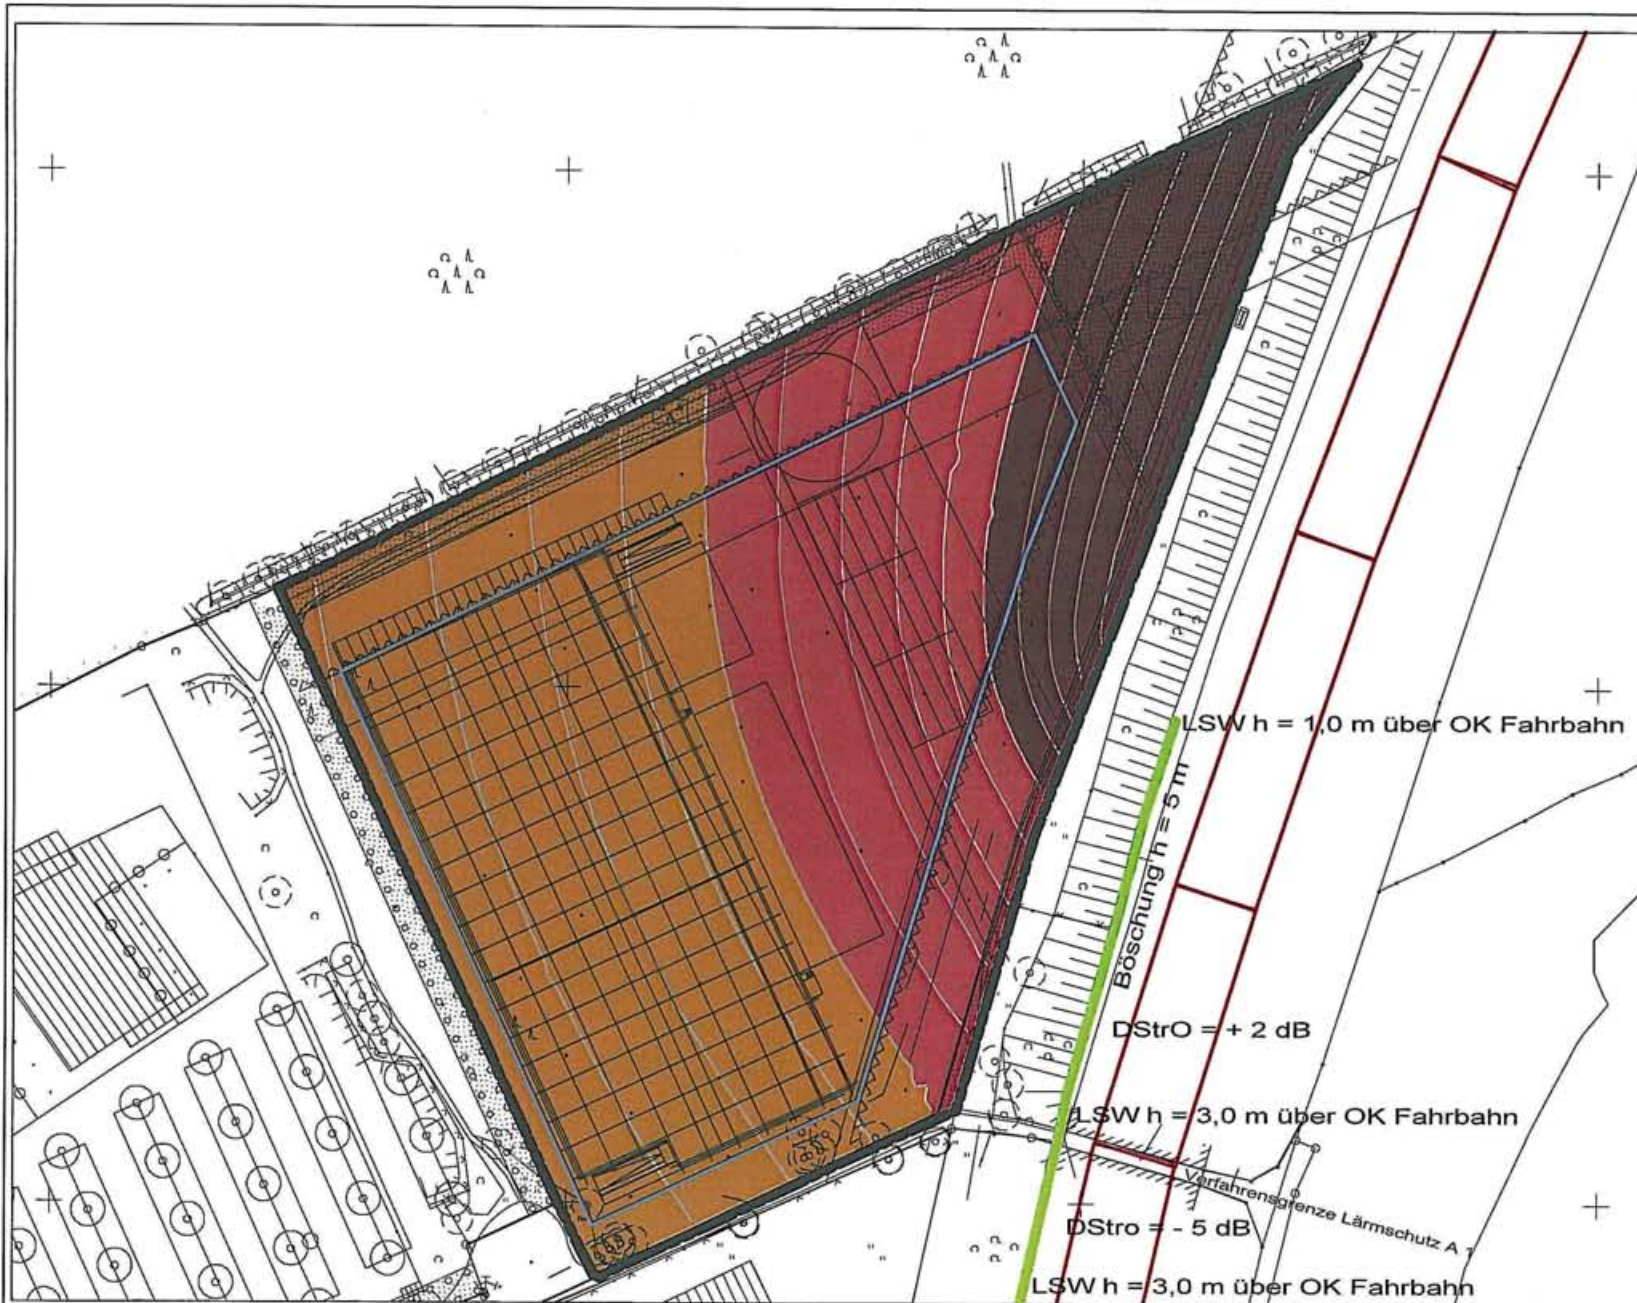 LSW h = 1,0 m über OK Fahrbahn
Böschung h = 5 m
DStrO = + 2 dB
LSW h = 3,0 m über OK Fahrbahn
Verfahrensgrenze Lärmschutz A 1
DStro = - 5 dB
LSW h = 3,0 m über OK Fahrbahn